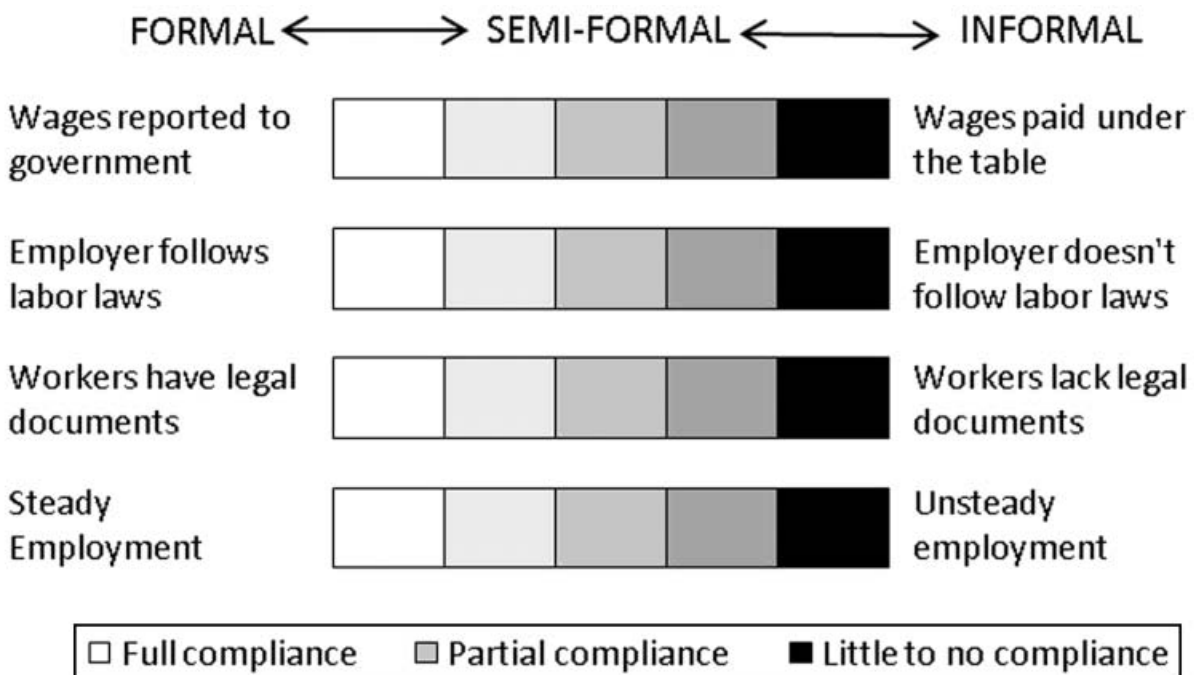 FORMAL SEMI-FORMAL INFORMAL
Wages reported to
government
Wages paid under
the table
Employer follows
labor laws
Employer doesn't
follow labor laws
Workers have legal
documents
Workers lack legal
documents
Steady
Employment
Unsteady
employment
Full compliance Partial compliance Little to no compliance